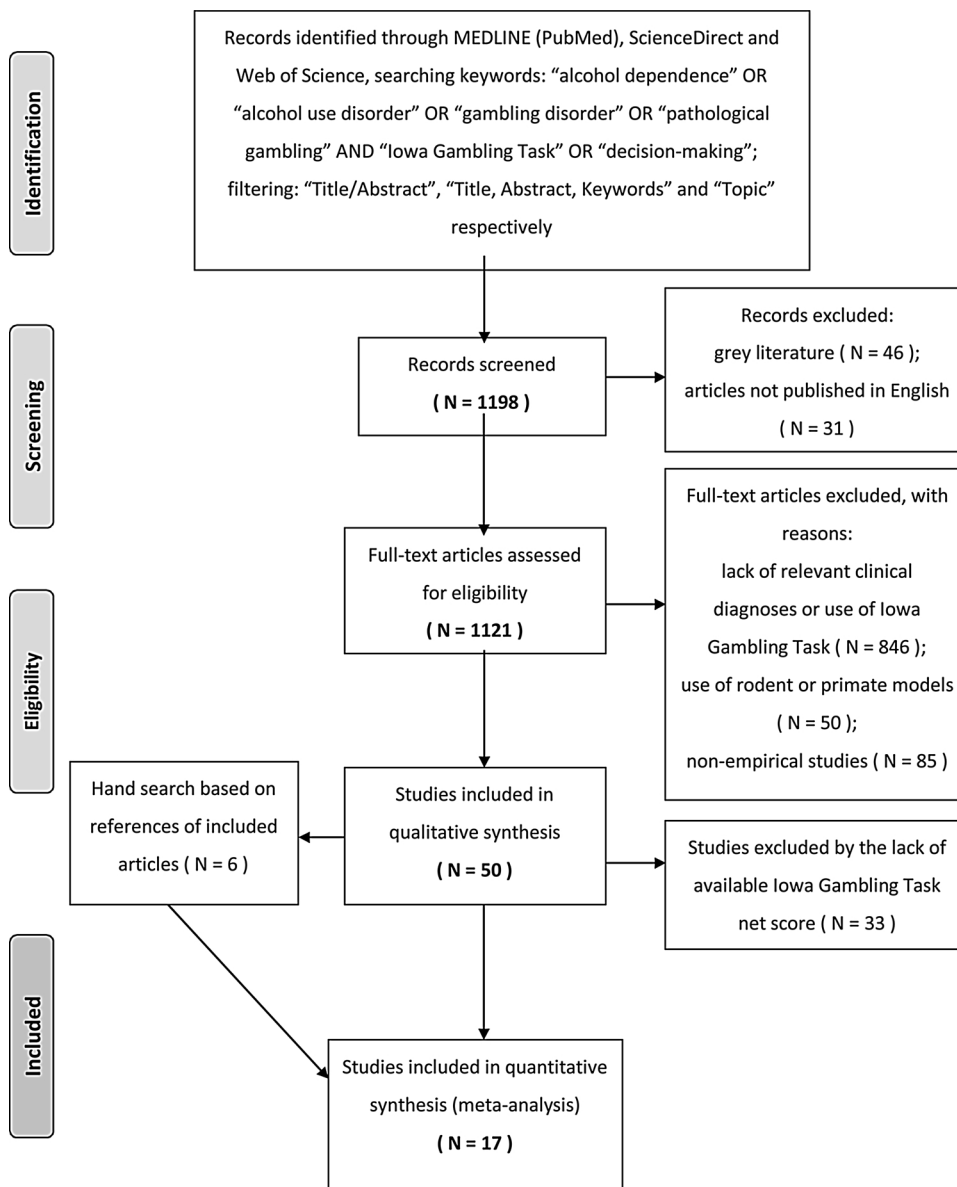 Identification
Records identified through MEDLINE (PubMed), ScienceDirect and
Web of Science, searching keywords: “alcohol dependence” OR
“alcohol use disorder” OR “gambling disorder” OR “pathological
gambling” AND “Iowa Gambling Task” OR “decision-making”;
filtering: “Title/Abstract”, “Title, Abstract, Keywords” and “Topic”
respectively
Screening
Records screened
( N = 1198)
Records excluded:
grey literature ( N = 46);
articles not published in English
( N = 31)
Full-text articles assessed
for eligibility
( N = 1121)
Full-text articles excluded, with
reasons:
lack of relevant clinical
diagnoses or use of Iowa
Gambling Task ( N = 846);
use of rodent or primate models
( N = 50);
non-empirical studies ( N = 85)
Eligibility
Hand search based on
references of included
articles ( N = 6)
Studies included in
qualitative synthesis
( N = 50)
Studies excluded by the lack of
available Iowa Gambling Task
net score ( N = 33)
Included
Studies included in quantitative
synthesis (meta-analysis)
( N = 17)